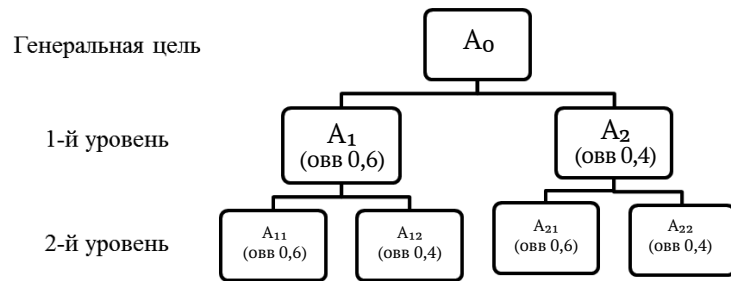 Генеральная цель
A₀
1-й уровень
A₁
(овв 0,6)
A₂
(овв 0,4)
2-й уровень
A₁₁
(овв 0,6)
A₁₂
(овв 0,4)
A₂₁
(овв 0,6)
A₂₂
(овв 0,4)